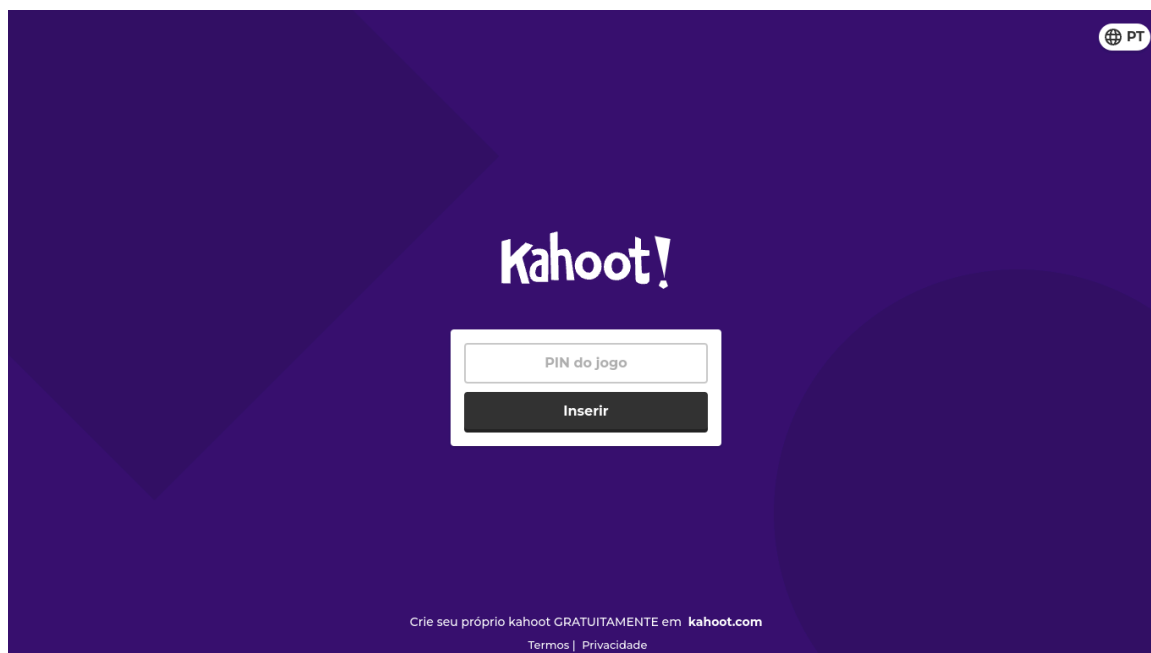 PT
Kahoot!
PIN do jogo
Inserir
Crie seu próprio kahoot GRATUITAMENTE em kahoot.com
Termos | Privacidade